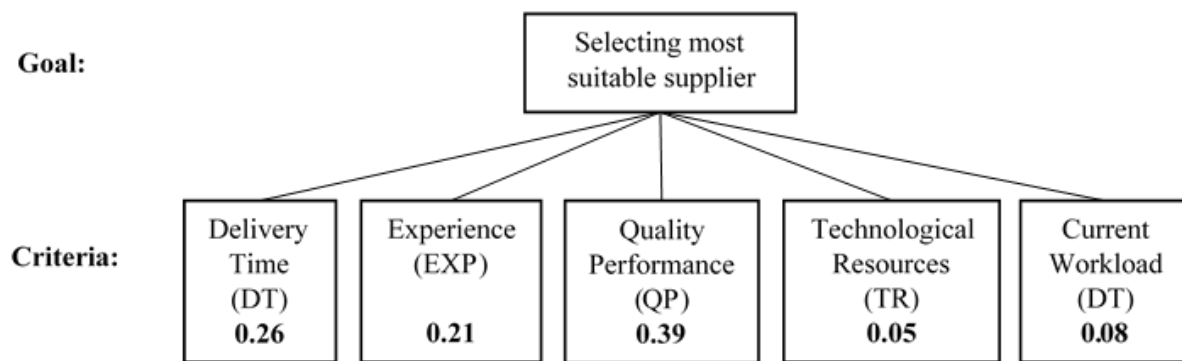 Goal:
Selecting most
suitable supplier
Criteria:
Delivery
Time
(DT)
0.26
Experience
(EXP)
0.21
Quality
Performance
(QP)
0.39
Technological
Resources
(TR)
0.05
Current
Workload
(DT)
0.08